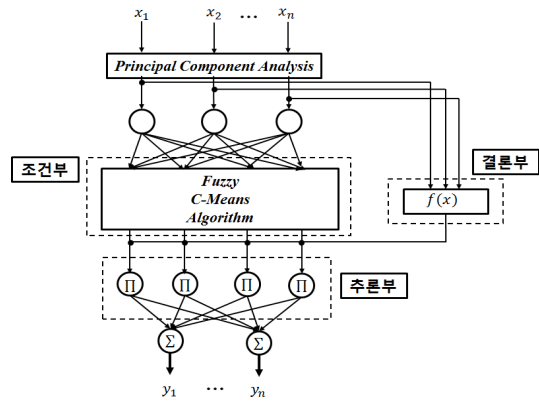 x₁ x₂ ... xₙ
Principal Component Analysis
조건부
결론부
Fuzzy
C-Means
Algorithm
f(x)
Π Π Π Π
추론부
Σ Σ
y₁ ... yₙ